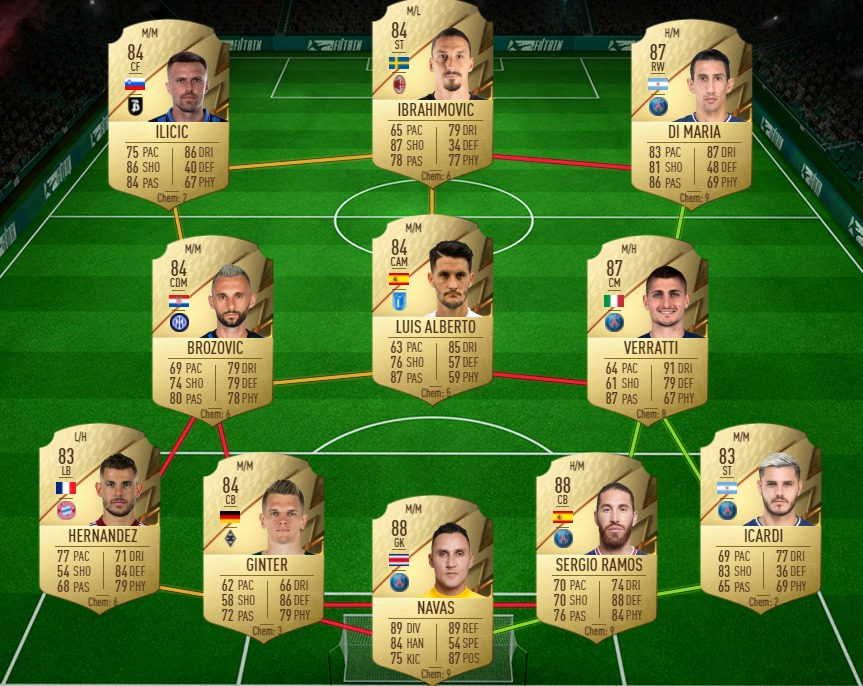 FUTBIN
FUTBIN
M/M
84
CF
ILICIC
75 PAC 86 DRI
86 SHO 40 DEF
84 PAS 67 PHY
Chem: 2
M/L
84
ST
IBRAHIMOVIC
65 PAC 79 DRI
87 SHO 34 DEF
78 PAS 77 PHY
Chem: 6
H/M
87
RW
DI MARIA
83 PAC 87 DRI
81 SHO 48 DEF
86 PAS 69 PHY
Chem: 9
M/M
84
CDM
BROZOVIC
69 PAC 79 DRI
74 SHO 79 DEF
80 PAS 78 PHY
Chem: 6
M/M
84
CAM
LUIS ALBERTO
63 PAC 85 DRI
76 SHO 57 DEF
87 PAS 59 PHY
Chem: 5
M/H
87
CM
VERRATTI
64 PAC 91 DRI
61 SHO 79 DEF
87 PAS 67 PHY
Chem: 8
L/H
83
LB
HERNANDEZ
77 PAC 71 DRI
54 SHO 84 DEF
68 PAS 79 PHY
Chem: 6
M/M
84
CB
GINTER
62 PAC 66 DRI
58 SHO 86 DEF
72 PAS 79 PHY
Chem: 3
88
GK
NAVAS
89 DIV 89 REF
84 HAN 54 SPE
75 KIC 87 POS
Chem: 9
H/M
88
CB
SERGIO RAMOS
70 PAC 74 DRI
70 SHO 88 DEF
76 PAS 84 PHY
Chem: 9
M/M
83
ST
ICARDI
69 PAC 77 DRI
83 SHO 36 DEF
65 PAS 69 PHY
Chem: 2